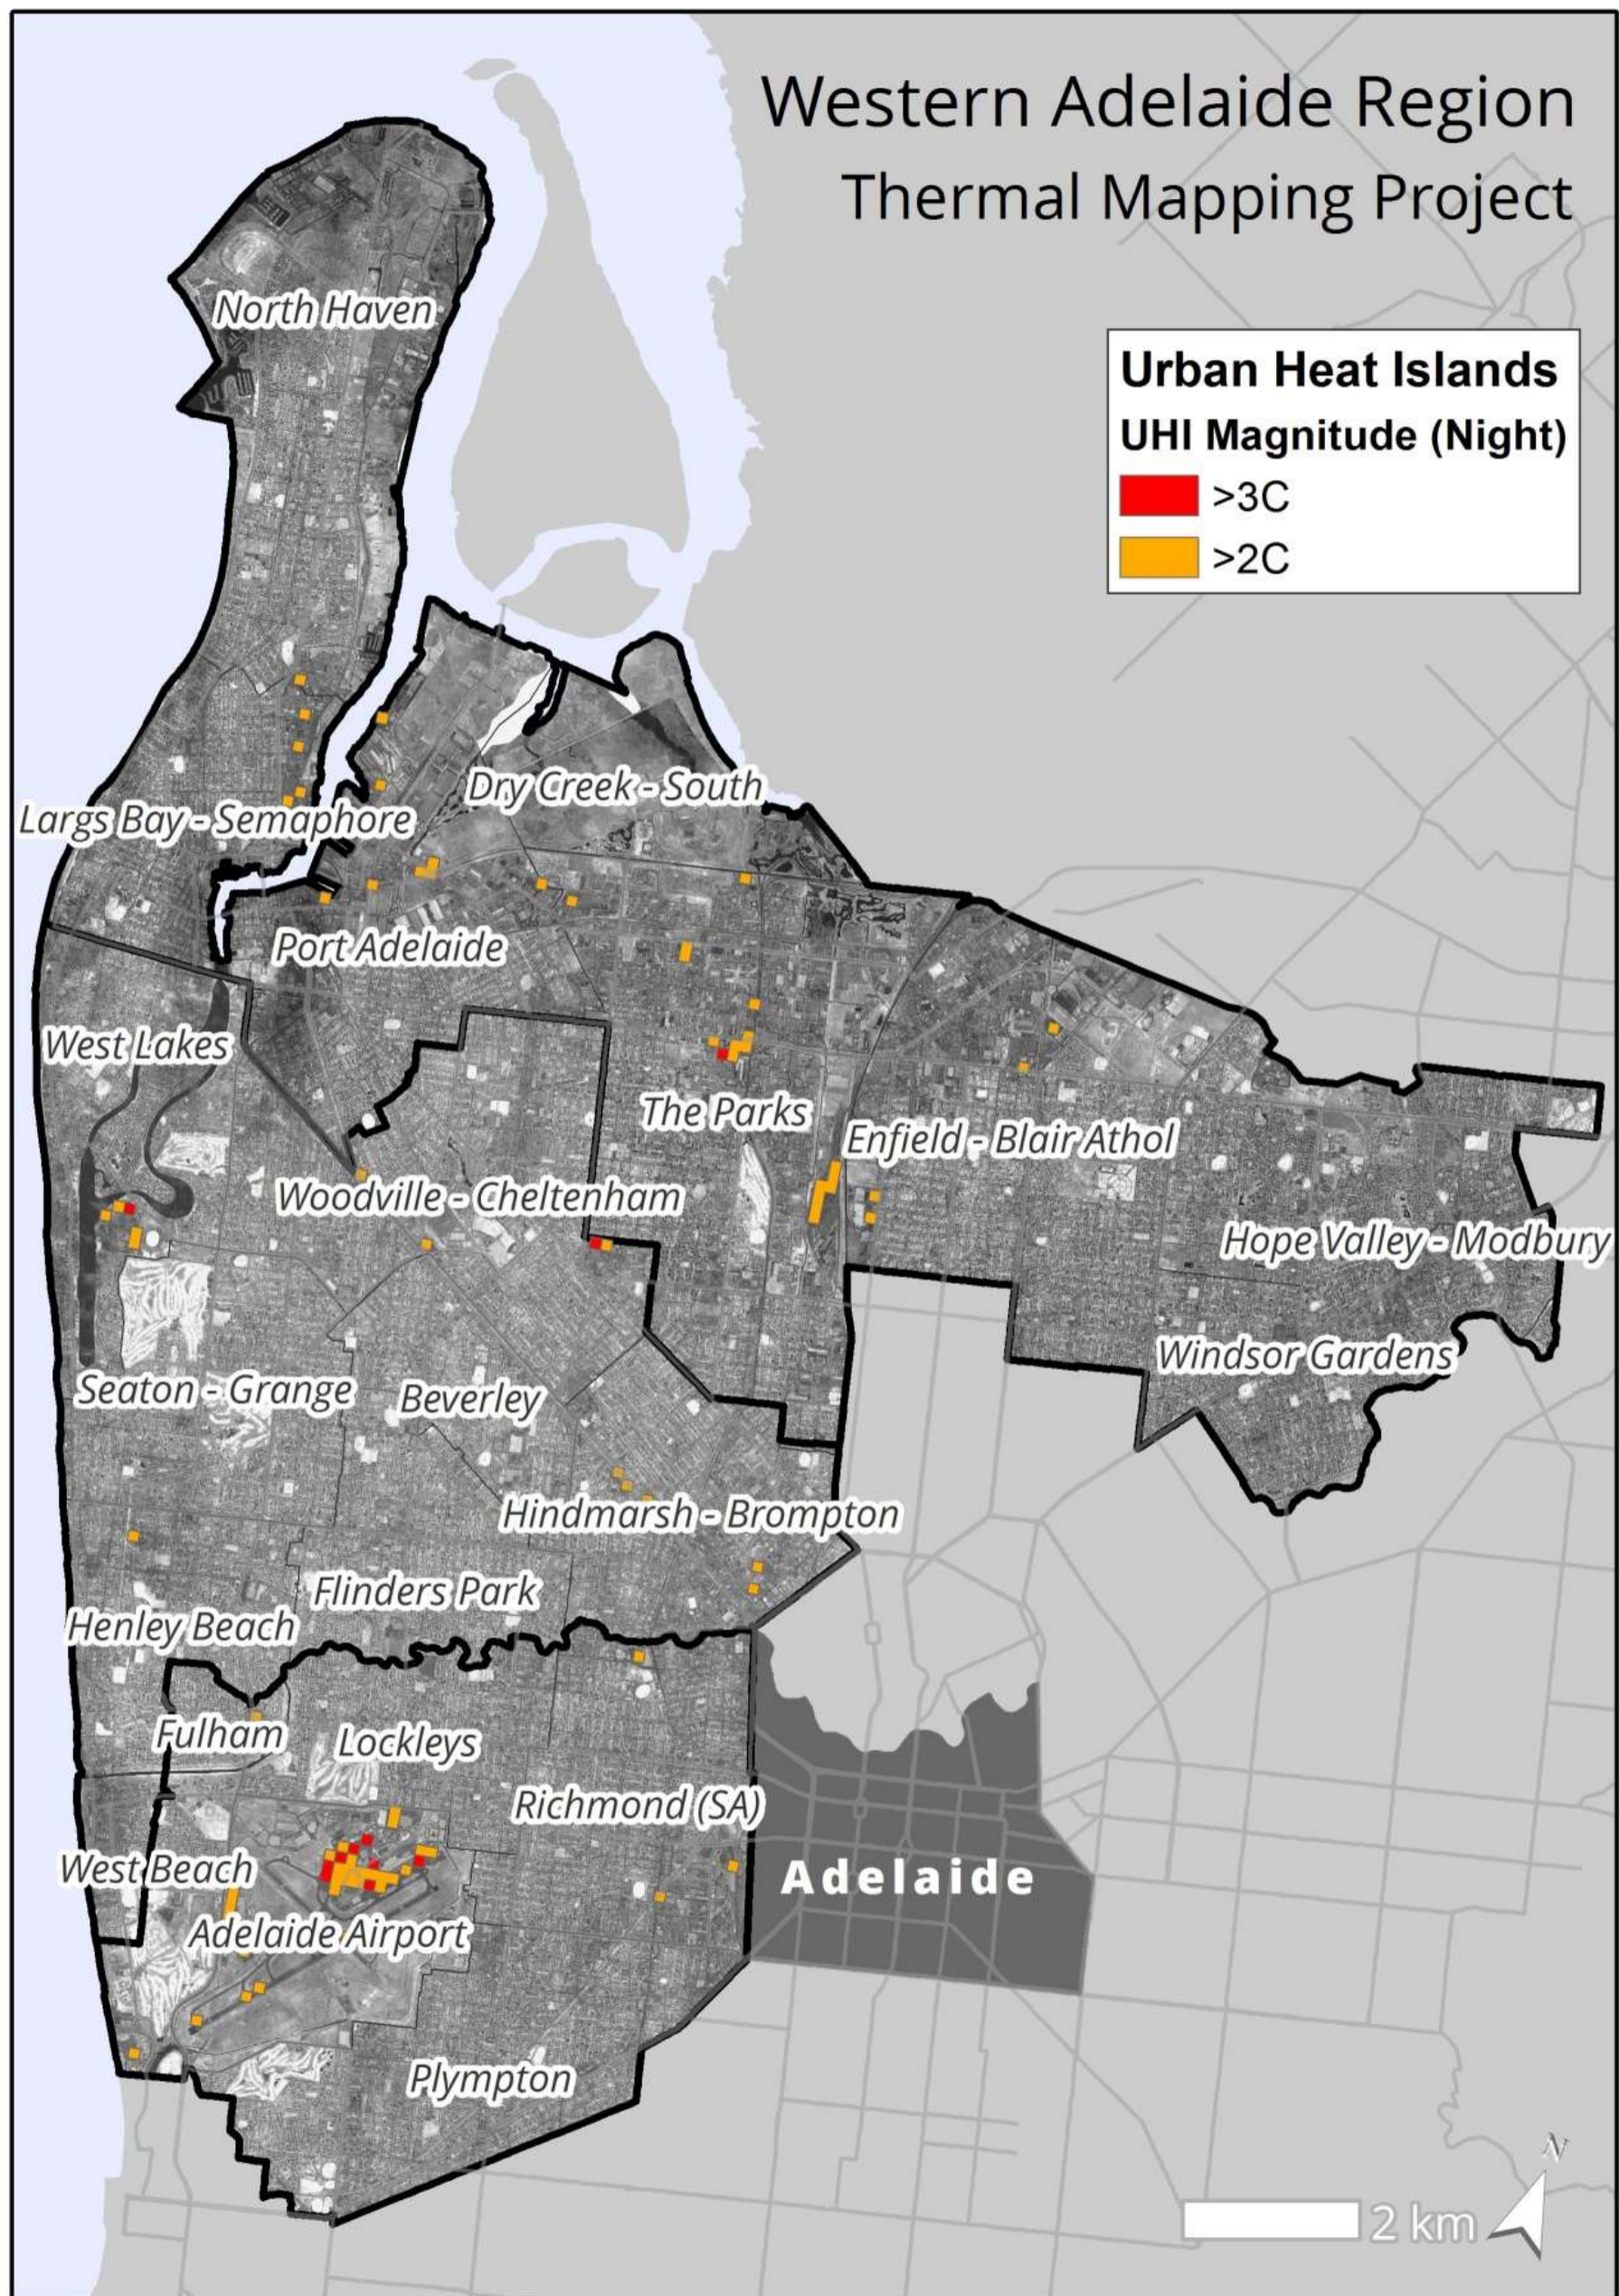 Western Adelaide Region
Thermal Mapping Project
North Haven
Urban Heat Islands
UHI Magnitude (Night)
>3C
>2C
Dry Creek - South
Largs Bay - Semaphore
Port Adelaide
West Lakes
The Parks
Enfield - Blair Athol
Woodville - Cheltenham
Hope Valley - Modbury
Windsor Gardens
Seaton - Grange
Beverley
Hindmarsh - Brompton
Flinders Park
Henley Beach
Fulham
Lockleys
Richmond (SA)
West Beach
Adelaide
Adelaide Airport
Plympton
N
2 km